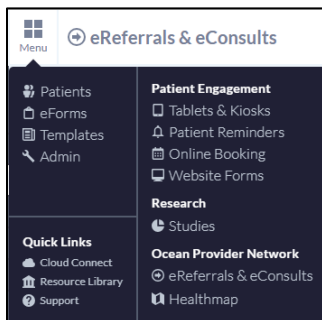 Menu
eReferrals & eConsults
Patients
eForms
Templates
Admin
Quick Links
Cloud Connect
Resource Library
Support
Patient Engagement
Tablets & Kiosks
Patient Reminders
Online Booking
Website Forms
Research
Studies
Ocean Provider Network
eReferrals & eConsults
Healthmap